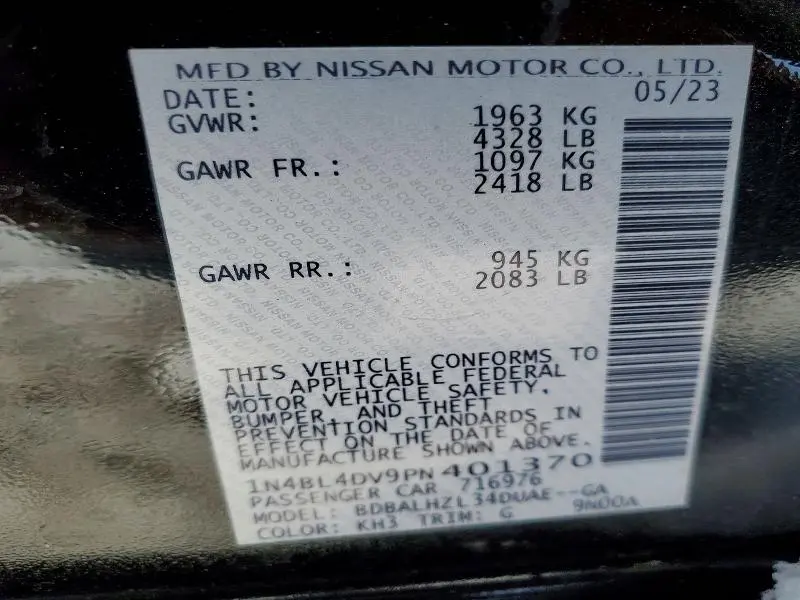 MFD BY NISSAN MOTOR CO., LTD.
DATE: 05/23
GVWR: 1963 KG
4328 LB
GAWR FR.: 1097 KG
2418 LB
GAWR RR.: 945 KG
2083 LB
THIS VEHICLE CONFORMS TO
ALL APPLICABLE FEDERAL
MOTOR VEHICLE SAFETY,
BUMPER, AND THEFT
PREVENTION STANDARDS IN
EFFECT ON THE DATE OF
MANUFACTURE SHOWN ABOVE.
1N4BL4DV9PN401370
PASSENGER CAR 716976
MODEL: BDBALHZL34DUAE--GA
COLOR: KH3 TRIM: G 9N00A